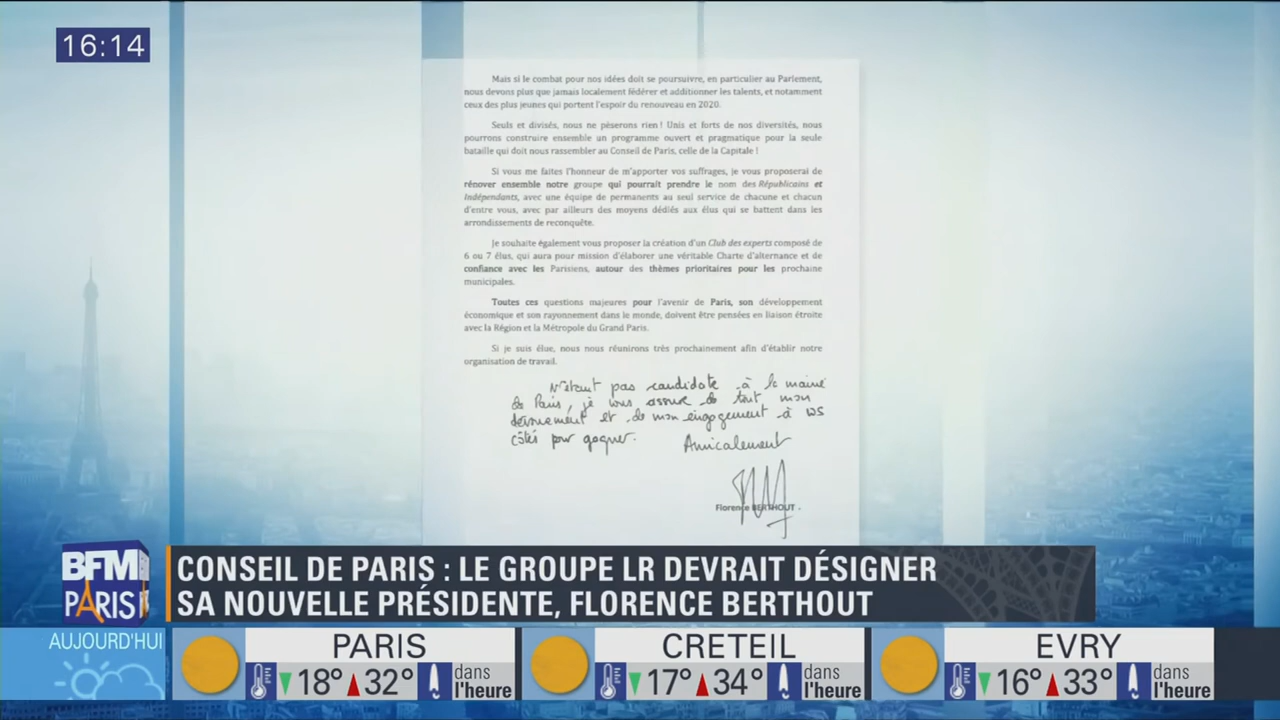 16:14
Mais si le combat pour nos idées doit se poursuivre, en particulier au Parlement,
nous devons plus que jamais localement fédérer et additionner les talents, et notamment
ceux des plus jeunes qui portent l'espoir du renouveau en 2020.
Seuls et divisés, nous ne pèserons rien ! Unis et forts de nos diversités, nous
pourrons construire ensemble un programme ouvert et pragmatique pour la seule
bataille qui doit nous rassembler au Conseil de Paris, celle de la Capitale !
Si vous me faites l'honneur de m'apporter vos suffrages, je vous proposerai de
rénover ensemble notre groupe qui pourrait prendre le nom des Républicains et
Indépendants, avec une équipe de permanents au seul service de chacune et chacun
d'entre vous, avec par ailleurs des moyens dédiés aux élus qui se battent dans les
arrondissements de reconquête.
Je souhaite également vous proposer la création d'un Club des experts composé de
6 ou 7 élus, qui aura pour mission d'élaborer une véritable Charte d'alternance et de
confiance avec les Parisiens, autour des thèmes prioritaires pour les prochaine
municipales.
Toutes ces questions majeures pour l'avenir de Paris, son développement
économique et son rayonnement dans le monde, doivent être pensées en liaison étroite
avec la Région et la Métropole du Grand Paris.
Si je suis élue, nous nous réunirons très prochainement afin d'établir notre
organisation de travail.
N'étant pas candidate à la mairie
de Paris, je vous assure de tout mon
dévouement et de mon engagement à vos
côtés pour gagner.
Amicalement
Florence BERTHOUT
BFM
PARIS
CONSEIL DE PARIS : LE GROUPE LR DEVRAIT DÉSIGNER
SA NOUVELLE PRÉSIDENTE, FLORENCE BERTHOUT
AUJOURD'HUI
PARIS
18° 32° dans l'heure
CRETEIL
17° 34° dans l'heure
EVRY
16° 33° dans l'heure